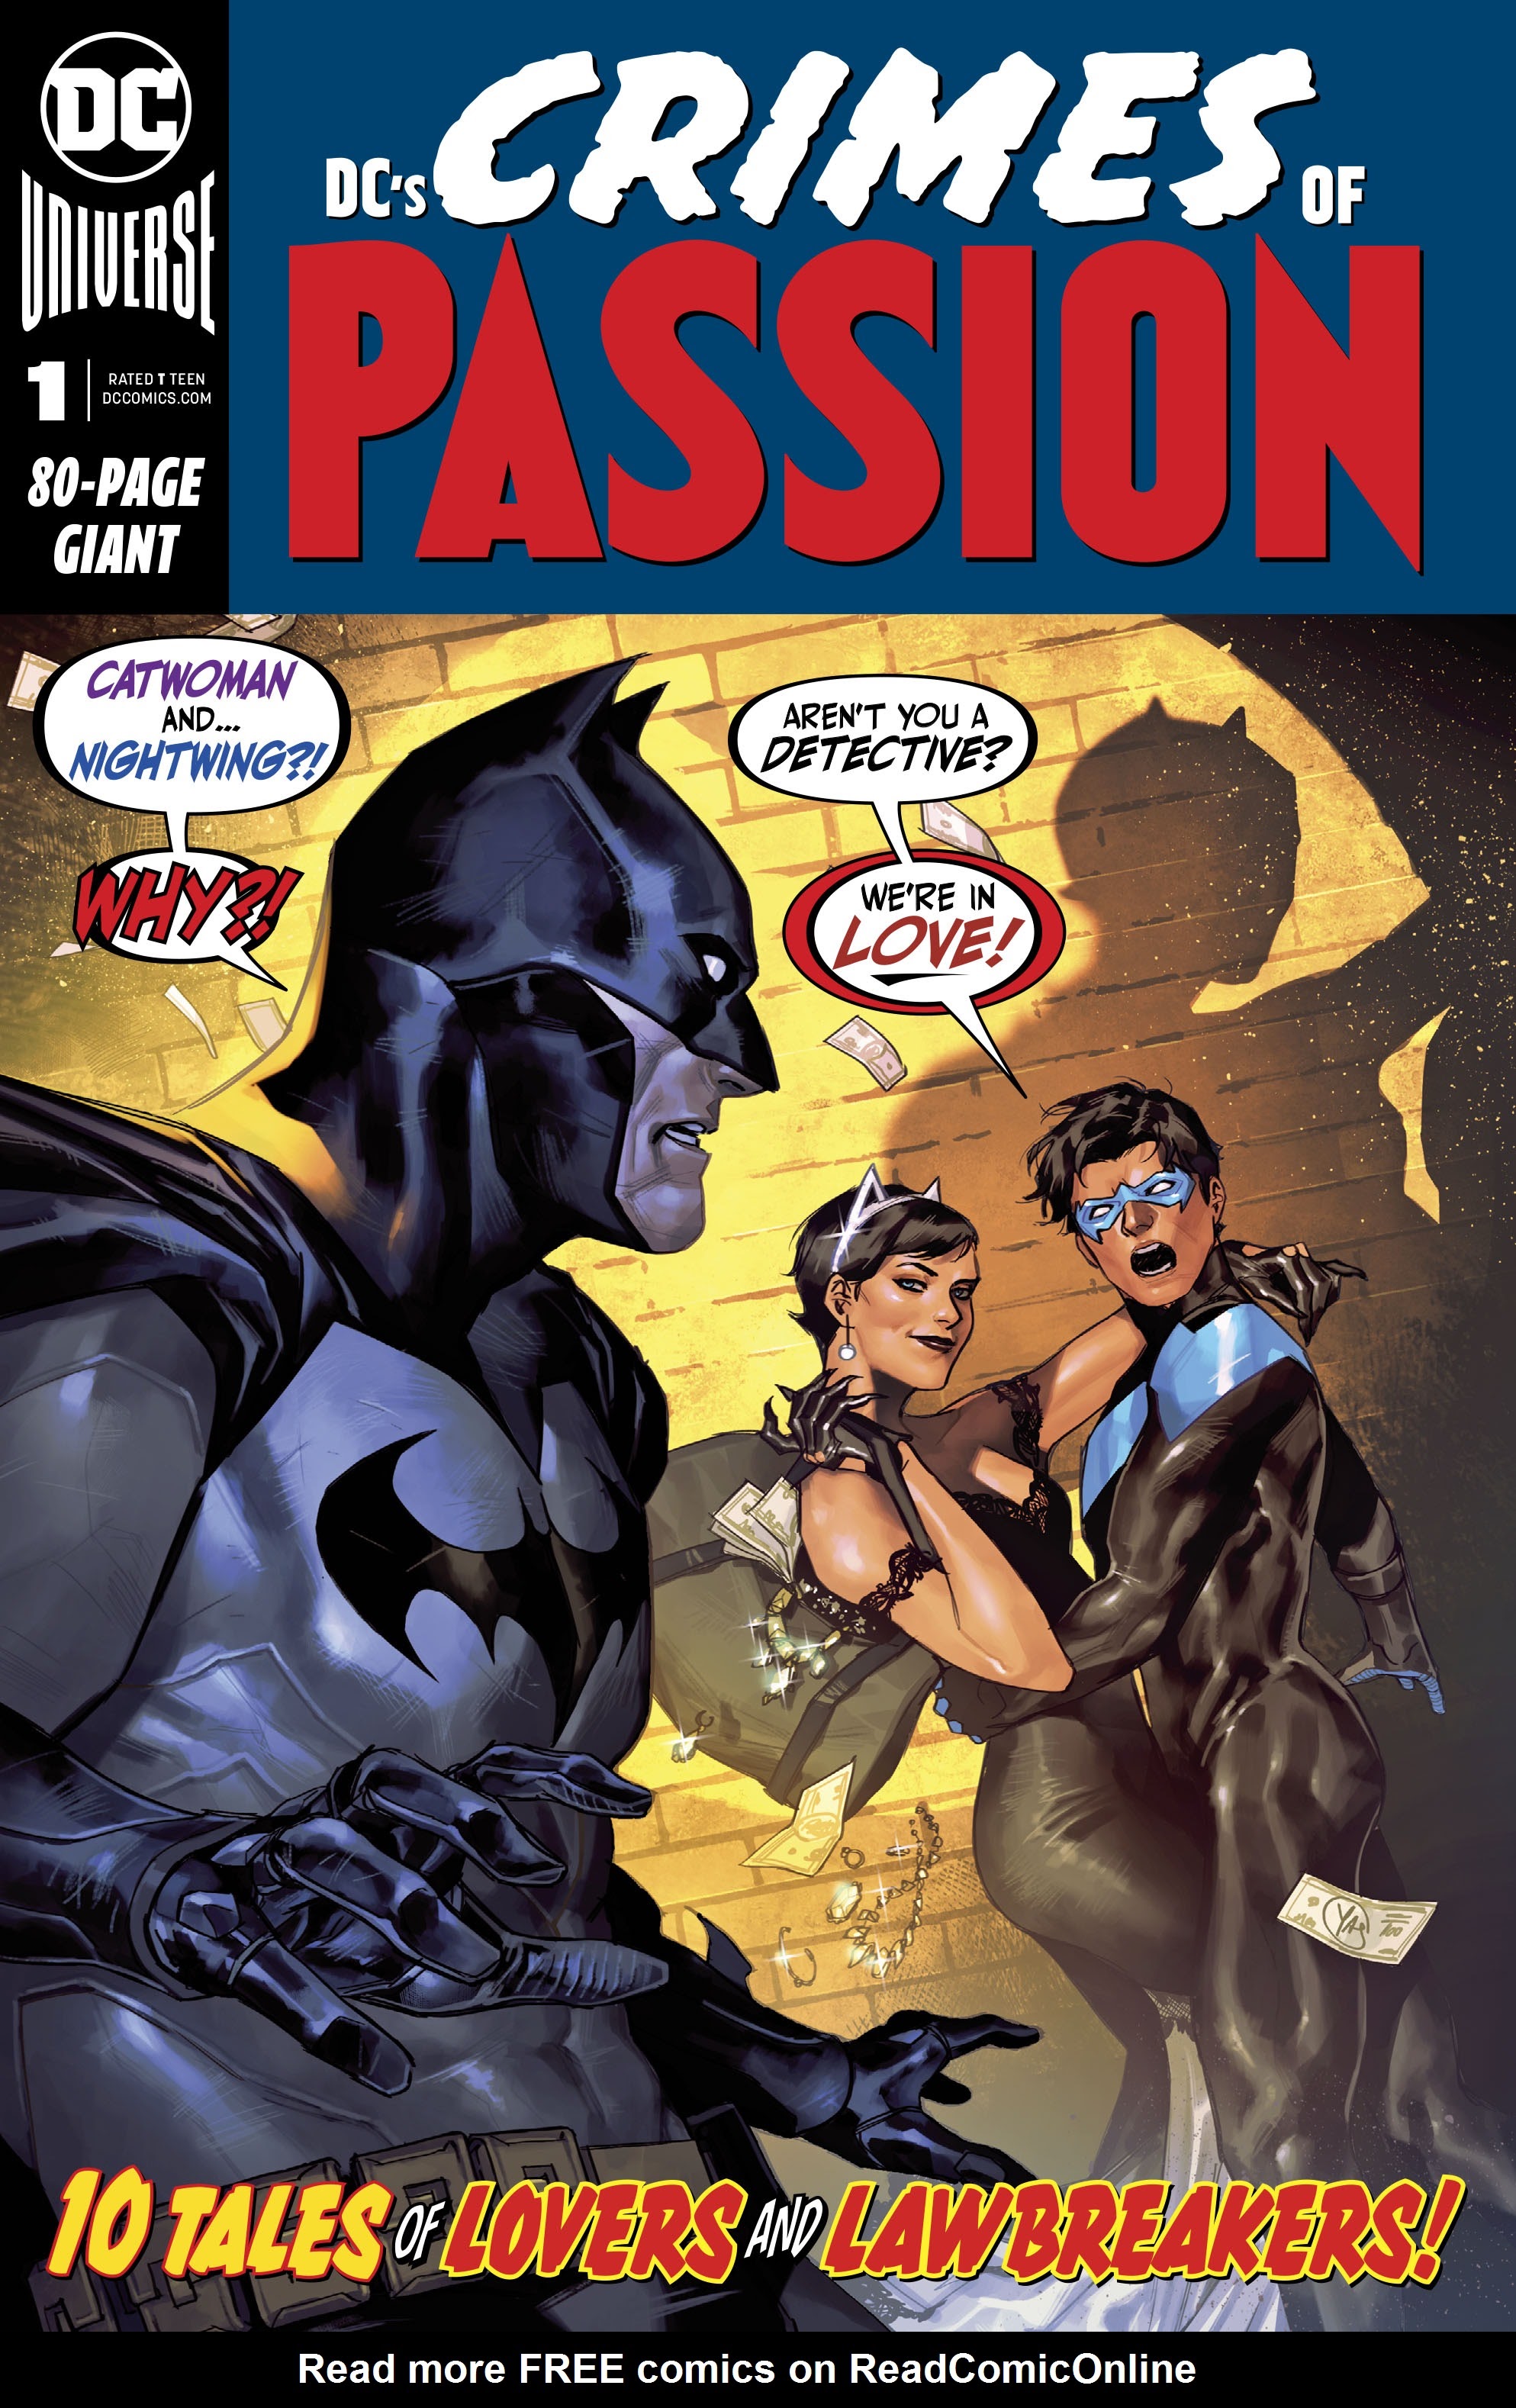 DC
UNIVERSE
1
RATED T TEEN
DCCOMICS.COM
80-PAGE
GIANT
DC's CRIMES OF
PASSION
CATWOMAN
AND...
NIGHTWING?!
WHY?!
AREN'T YOU A
DETECTIVE?
WE'RE IN
LOVE!
10 TALES OF LOVERS AND LAWBREAKERS!
Read more FREE comics on ReadComicOnline